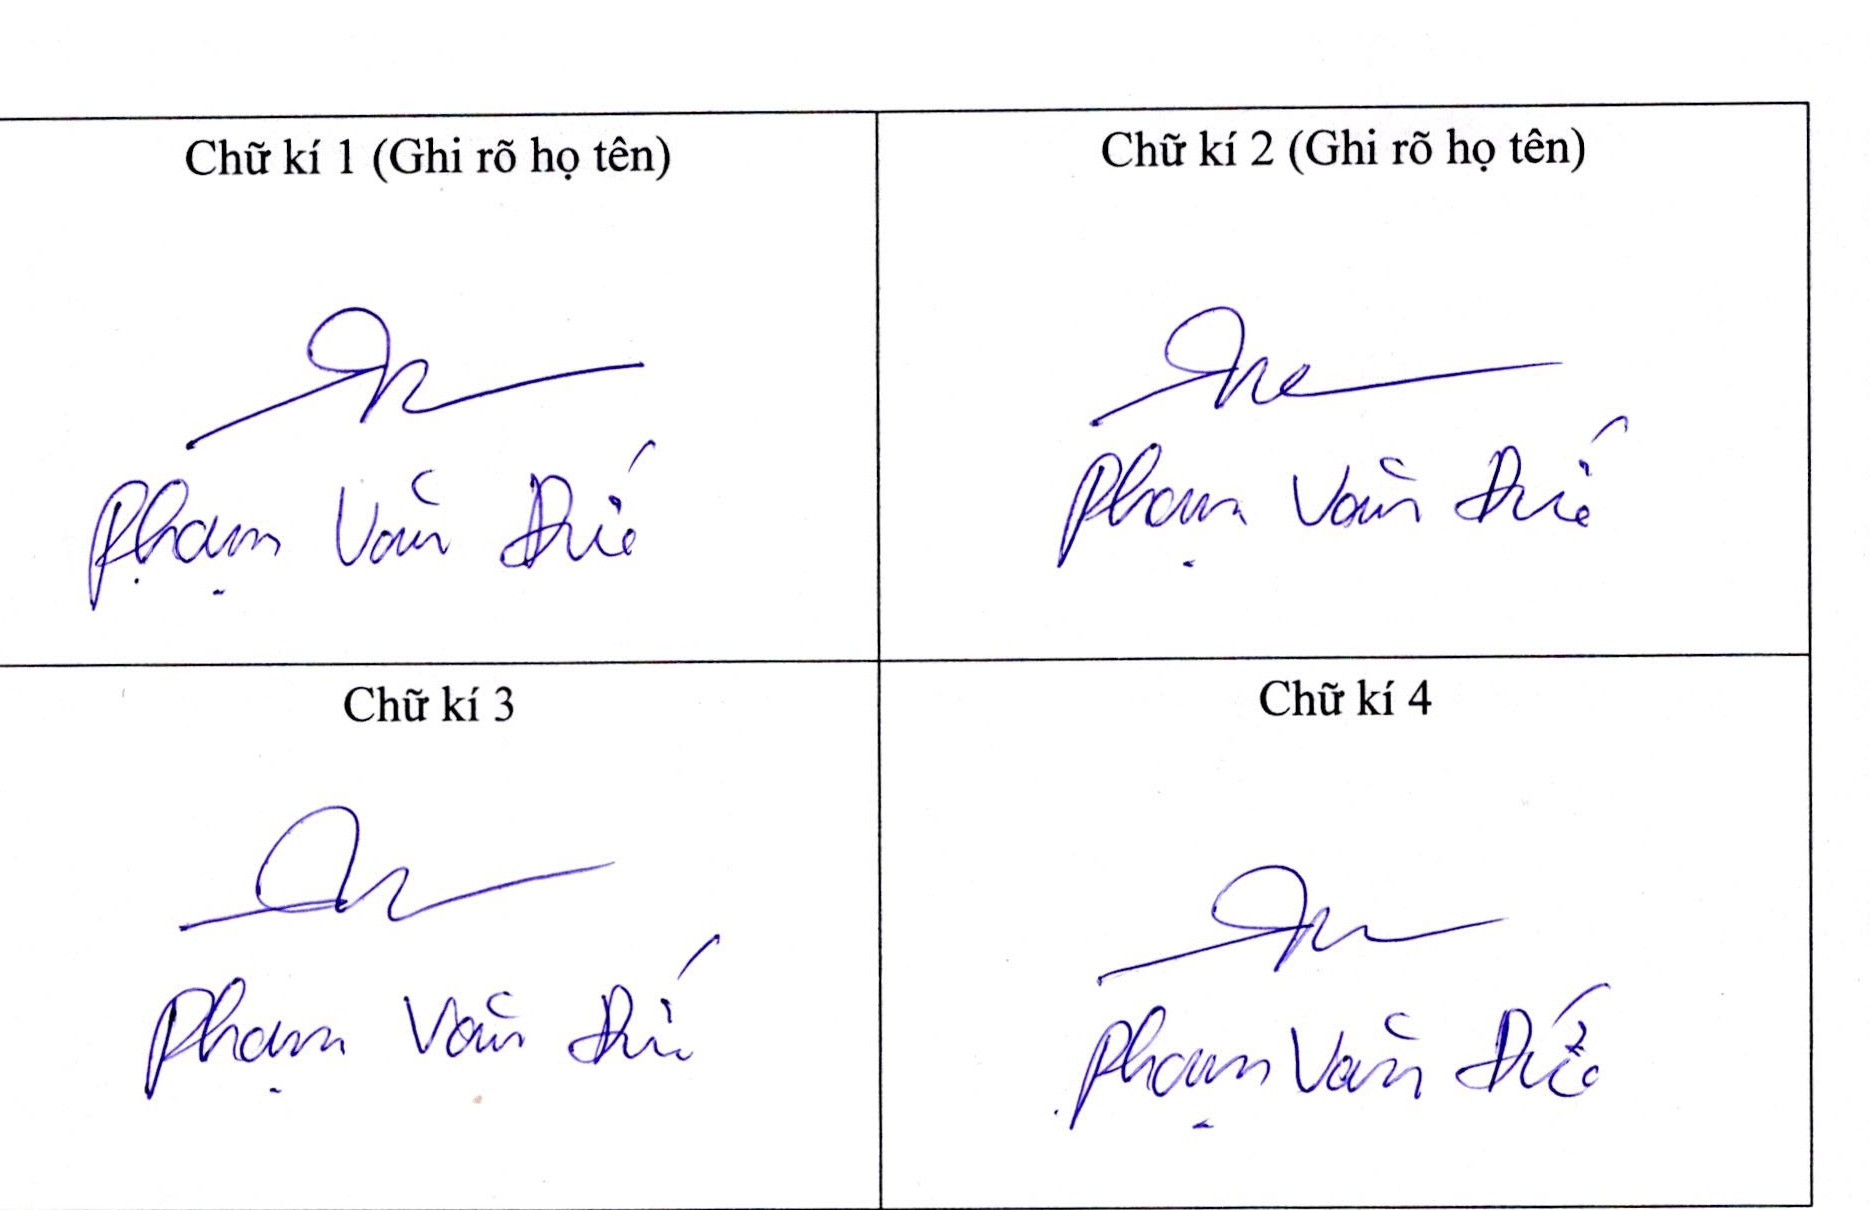 Chữ kí 1 (Ghi rõ họ tên)
Chữ kí 2 (Ghi rõ họ tên)
Phạm Văn Đức
Phạm Văn Đức
Chữ kí 3
Chữ kí 4
Phạm Văn Đức
Phạm Văn Đức